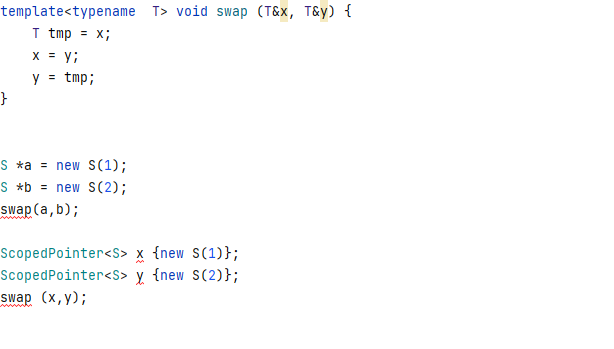 template<typename  T> void swap (T&x, T&y) {
    T tmp = x;
    x = y;
    y = tmp;
}
S *a = new S(1);
S *b = new S(2);
swap(a,b);
ScopedPointer<S> x {new S(1)};
ScopedPointer<S> y {new S(2)};
swap (x,y);